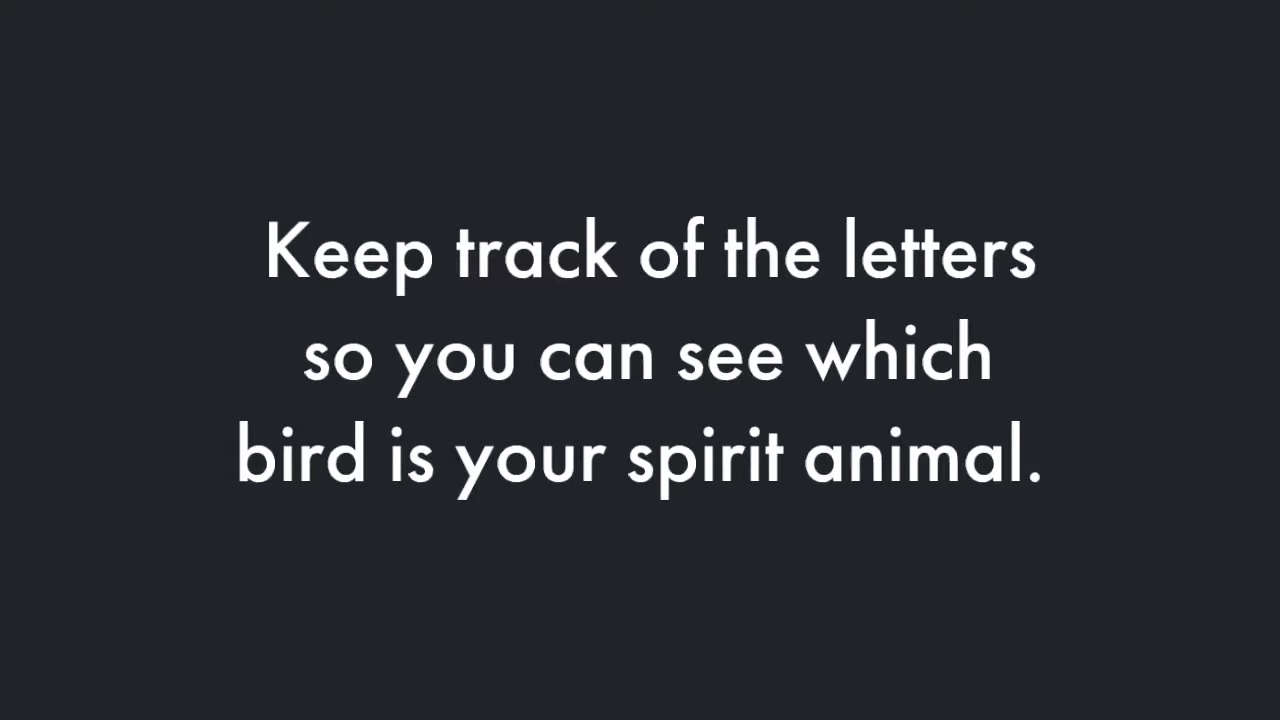 Keep track of the letters
so you can see which
bird is your spirit animal.